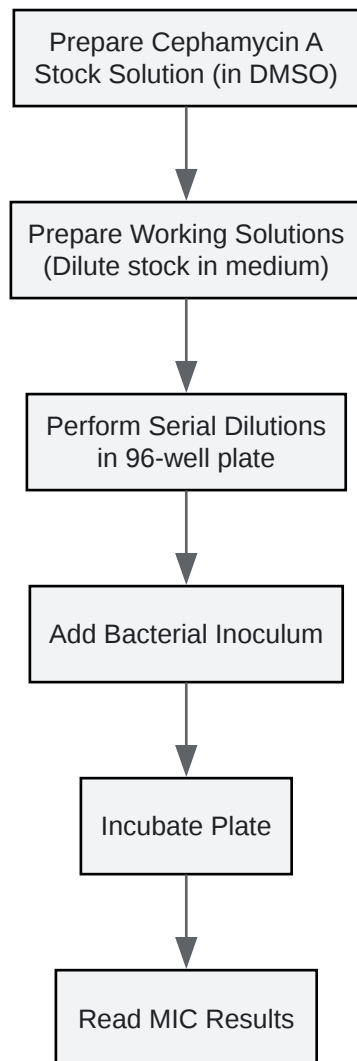 Prepare Cephamycin A
Stock Solution (in DMSO)
Prepare Working Solutions
(Dilute stock in medium)
Perform Serial Dilutions
in 96-well plate
Add Bacterial Inoculum
Incubate Plate
Read MIC Results